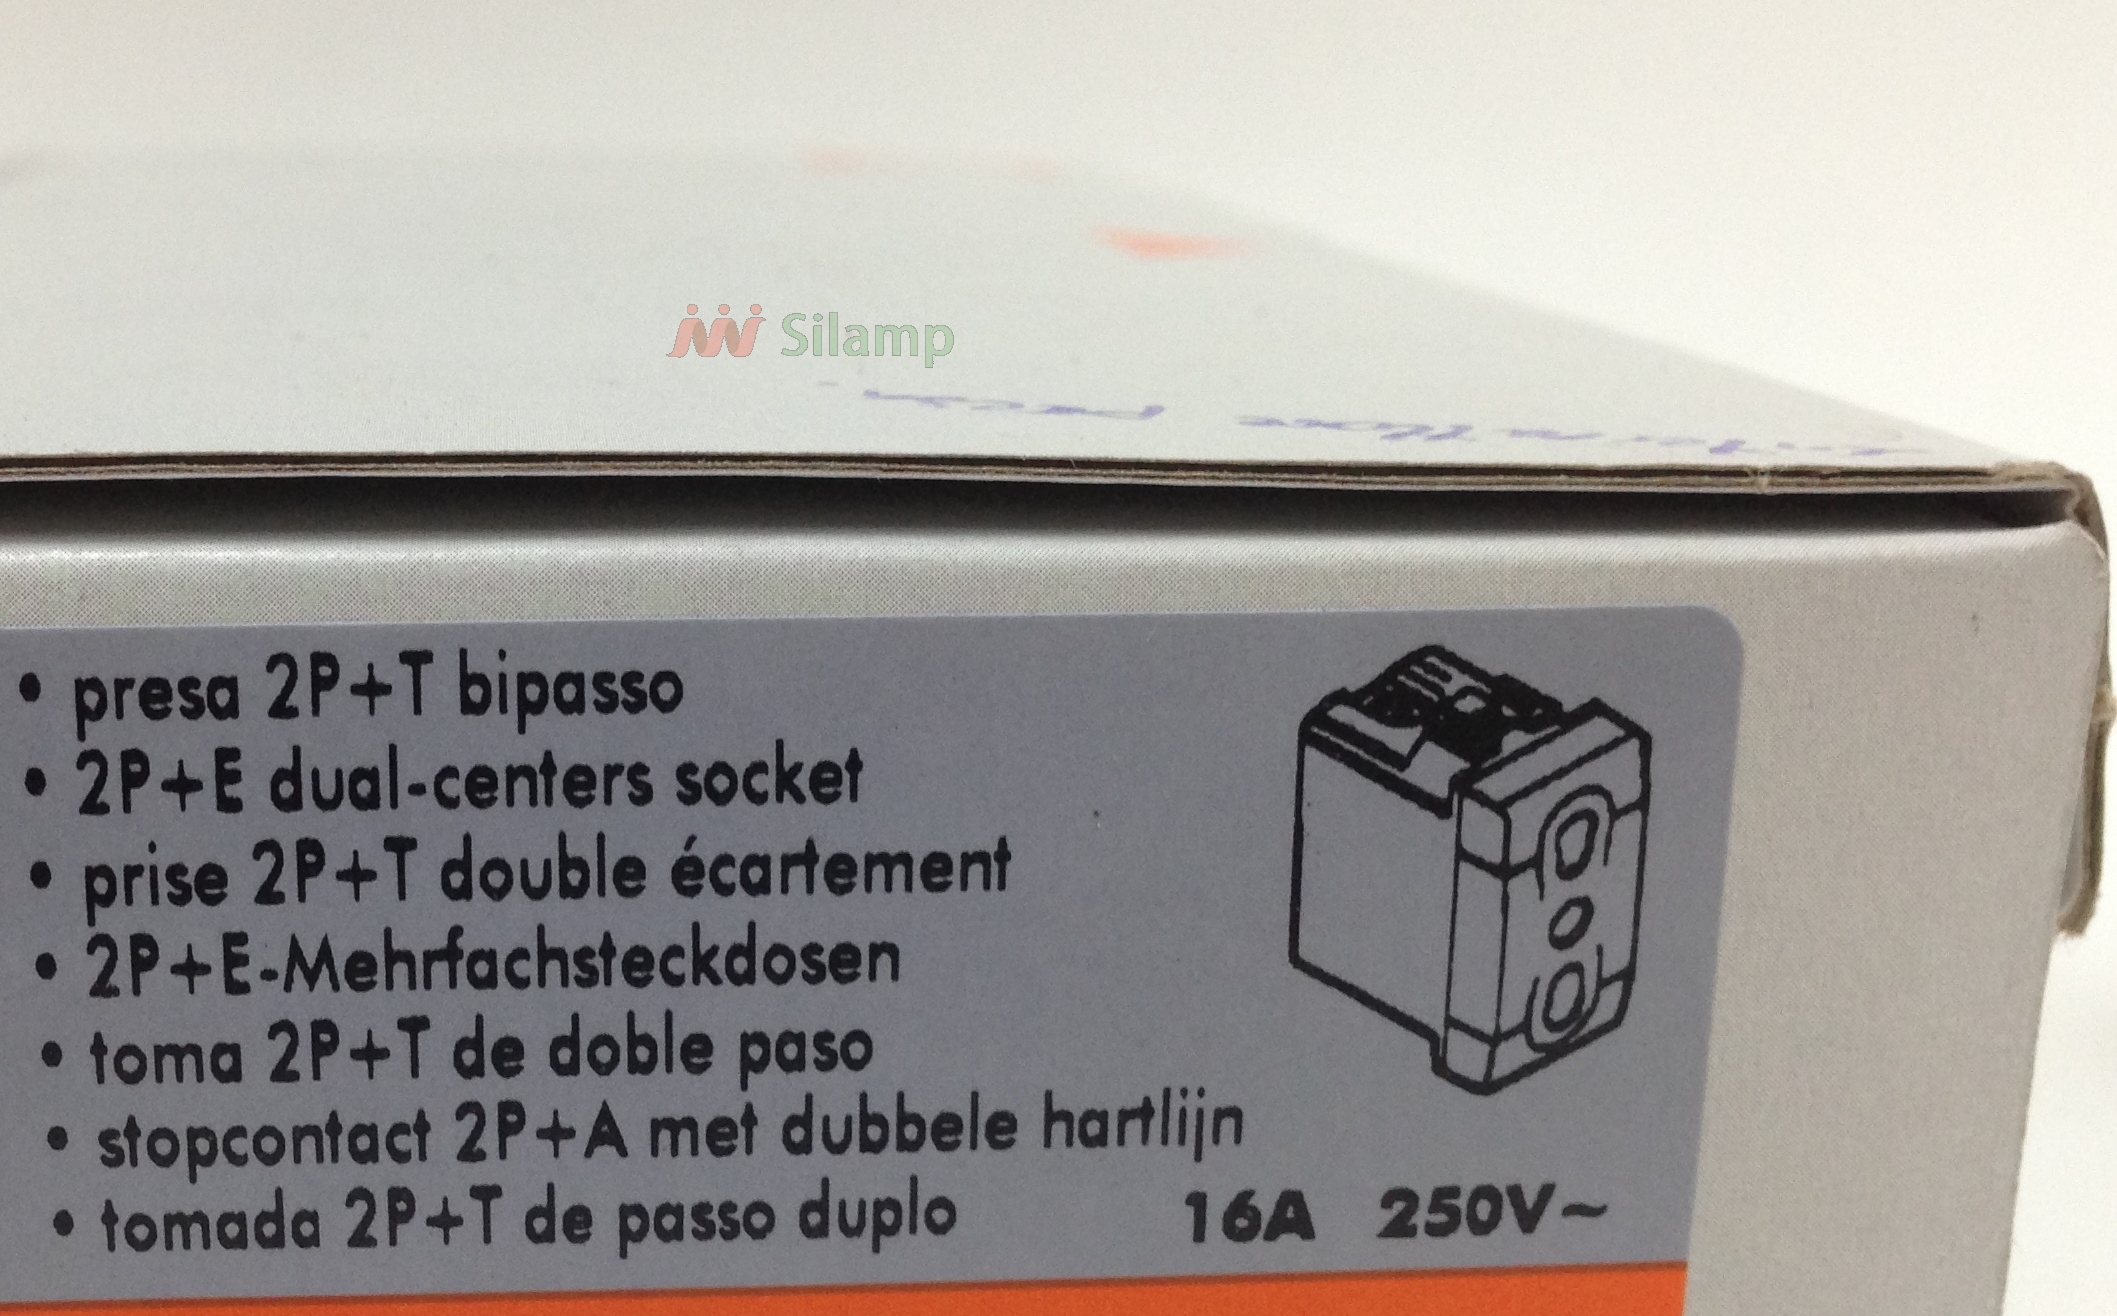 Silamp
• presa 2P+T bipasso
• 2P+E dual-centers socket
• prise 2P+T double écartement
• 2P+E-Mehrfachsteckdosen
• toma 2P+T de doble paso
• stopcontact 2P+A met dubbele hartlijn
• tomada 2P+T de passo duplo
16A 250V~